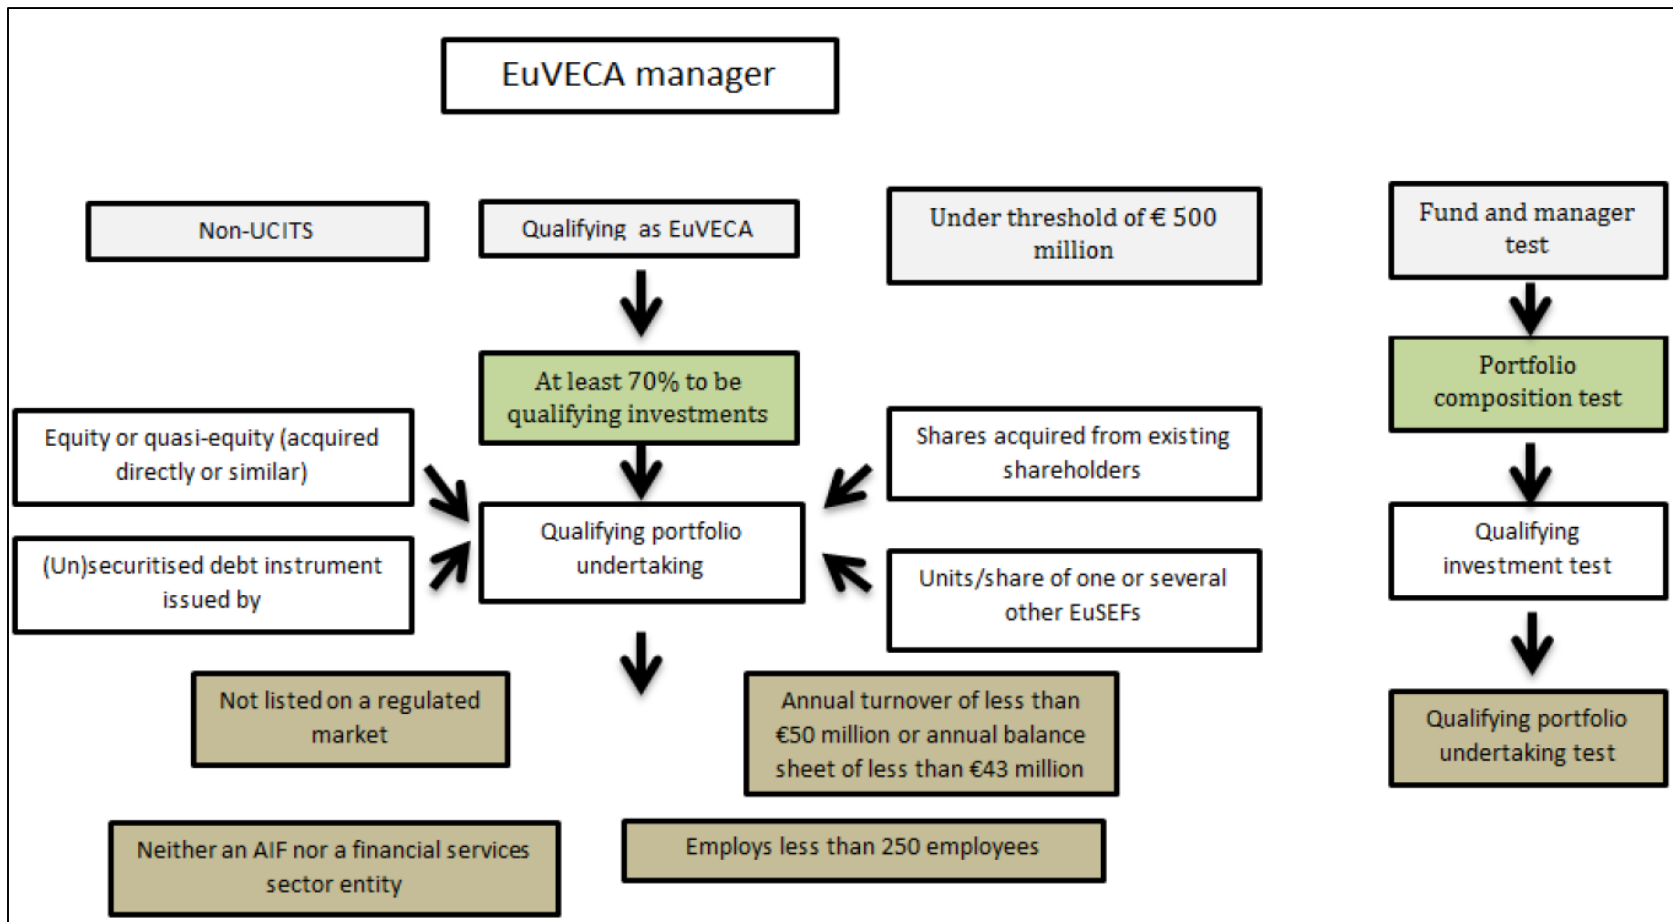 EuVECA manager
Non-UCITS
Qualifying as EuVECA
Under threshold of € 500
million
Fund and manager
test
At least 70% to be
qualifying investments
Portfolio
composition test
Equity or quasi-equity (acquired
directly or similar)
Shares acquired from existing
shareholders
Qualifying portfolio
undertaking
Qualifying
investment test
(Un)securitised debt instrument
issued by
Units/share of one or several
other EuSEFs
Not listed on a regulated
market
Annual turnover of less than
€50 million or annual balance
sheet of less than €43 million
Qualifying portfolio
undertaking test
Neither an AIF nor a financial services
sector entity
Employs less than 250 employees